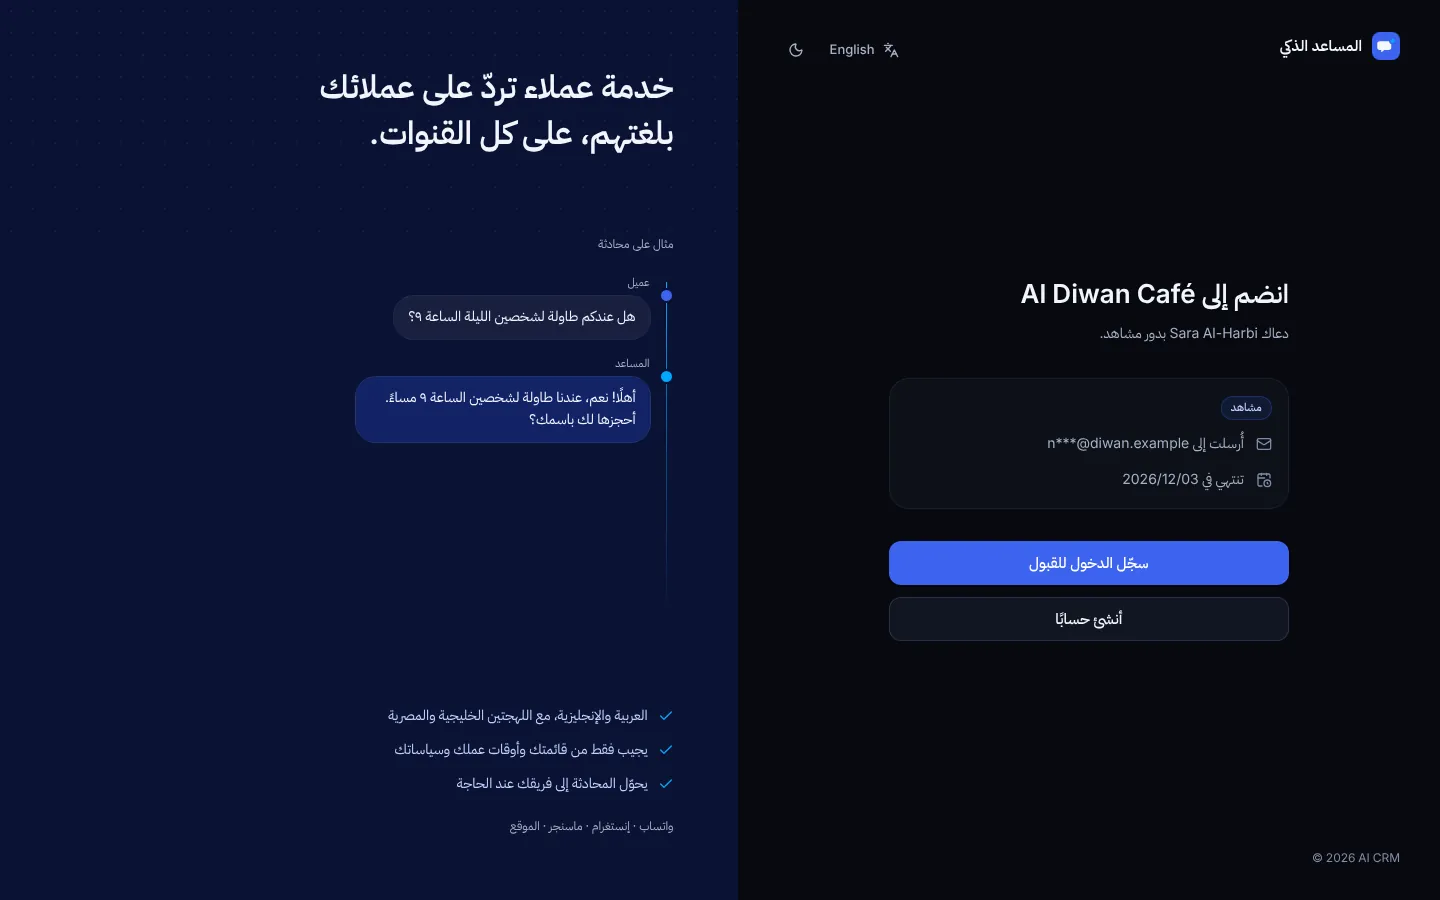 المساعد الذكي
English
انضم إلى Al Diwan Café
دعاك Sara Al-Harbi بدور مشاهد.
مشاهد
أُرسلت إلى n***@diwan.example
تنتهي في 2026/12/03
سجّل الدخول للقبول
أنشئ حسابًا
© 2026 AI CRM
خدمة عملاء تردّ على عملائك
بلغتهم، على كل القنوات.
مثال على محادثة
عميل
هل عندكم طاولة لشخصين الليلة الساعة ٩؟
المساعد
أهلًا! نعم، عندنا طاولة لشخصين الساعة ٩ مساءً.
أحجزها لك باسمك؟
العربية والإنجليزية، مع اللهجتين الخليجية والمصرية
يجيب فقط من قائمتك وأوقات عملك وسياساتك
يحوّل المحادثة إلى فريقك عند الحاجة
واتساب · إنستغرام · ماسنجر · الموقع